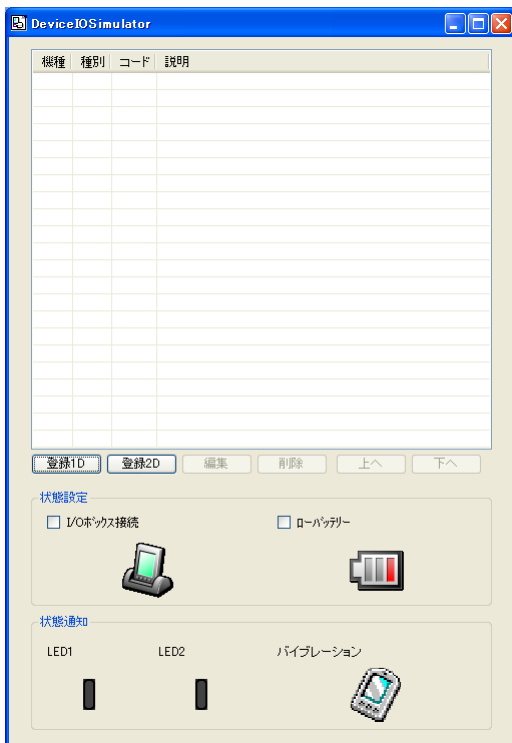 DeviceIOSimulator
機種 種別 コード 説明
登録1D 登録2D 編集 削除 上へ 下へ
状態設定
I/Oボックス接続 ローバッテリー
状態通知
LED1 LED2 バイブレーション